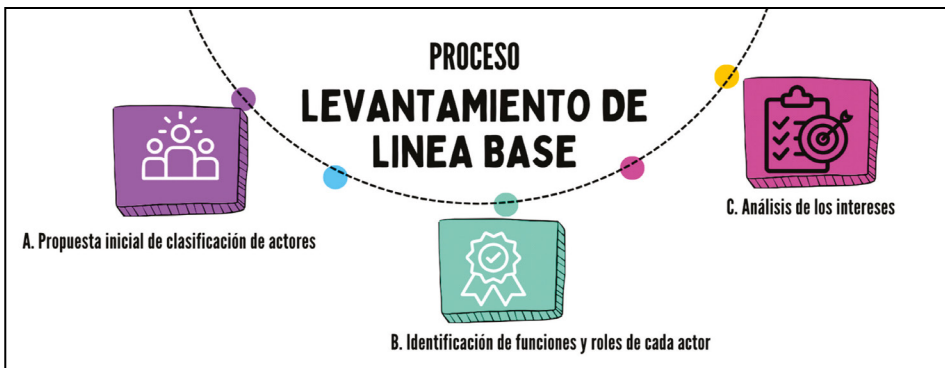 PROCESO
LEVANTAMIENTO DE
LINEA BASE
A. Propuesta inicial de clasificación de actores
B. Identificación de funciones y roles de cada actor
C. Análisis de los intereses